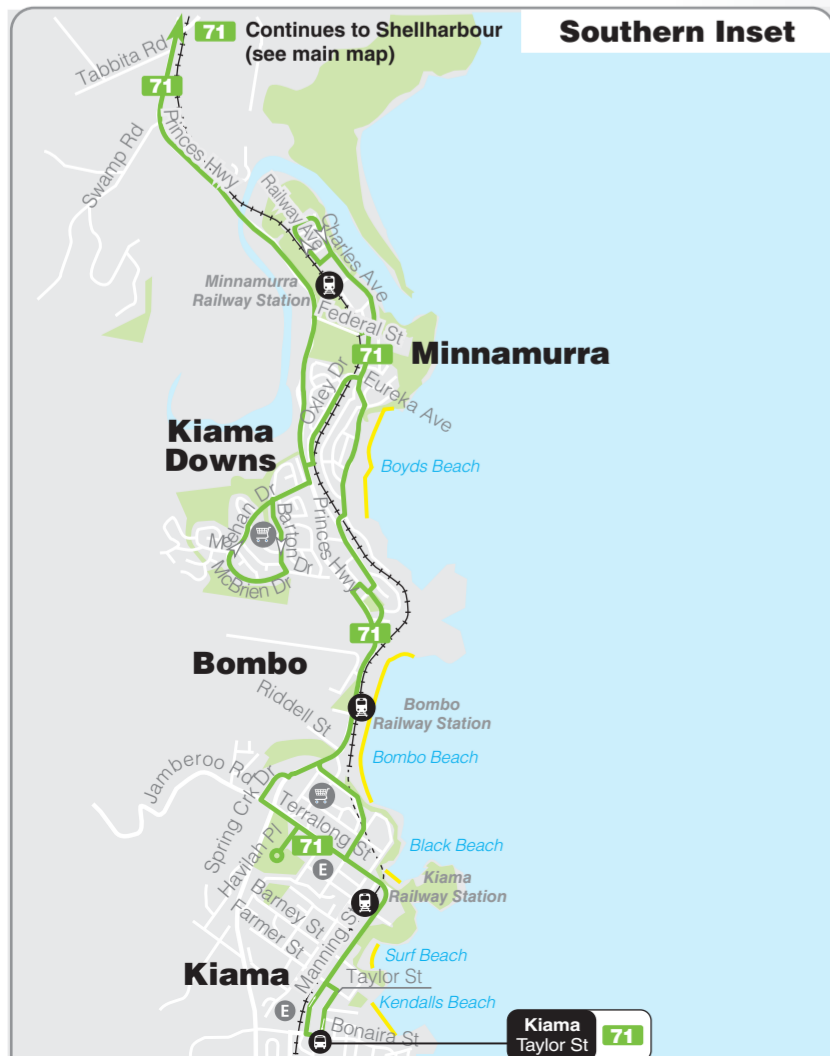 71 Continues to Shellharbour
(see main map)
Southern Inset
Tabbita Rd
71
Swamp Rd
Princes Hwy
Railway Ave
Charles Ave
Minnamurra
Railway Station
Federal St
71
Minnamurra
Oxley Dr
Eureka Ave
Kiama
Downs
Boyds Beach
Meehan Dr
Barton Dr
McBrien Dr
Princes Hwy
71
Bombo
Riddell St
Bombo
Railway Station
Bombo Beach
Jamberoo Rd
Spring Crk Dr
Terralong St
71
Havilah Pl
E
Black Beach
Kiama
Railway Station
Barney St
Farmer St
Manning St
Surf Beach
Kiama
Taylor St
Kendalls Beach
E
Bonaira St
Kiama
Taylor St
71